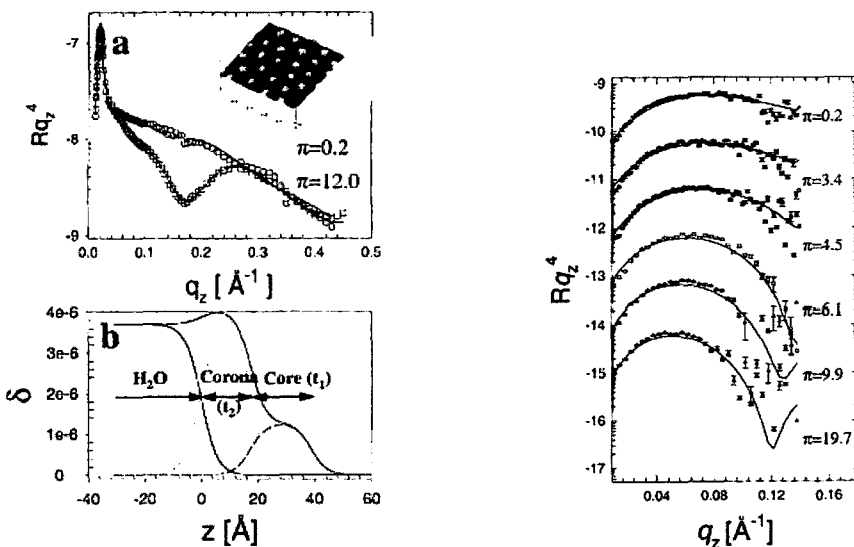 a
-7
-8
-9
Rq_z^4
π=0.2
π=12.0
0.0 0.1 0.2 0.3 0.4 0.5
q_z [Å⁻¹]
b
4e-6
3e-6
2e-6
1e-6
0
δ
H₂O Corona Core (t₁)
(t₂)
-40 -20 0 20 40 60
z [Å]
-9
-10
-11
-12
-13
-14
-15
-16
-17
Rq_z^4
π=0.2
π=3.4
π=4.5
π=6.1
π=9.9
π=19.7
0.04 0.08 0.12 0.16
q_z [Å⁻¹]